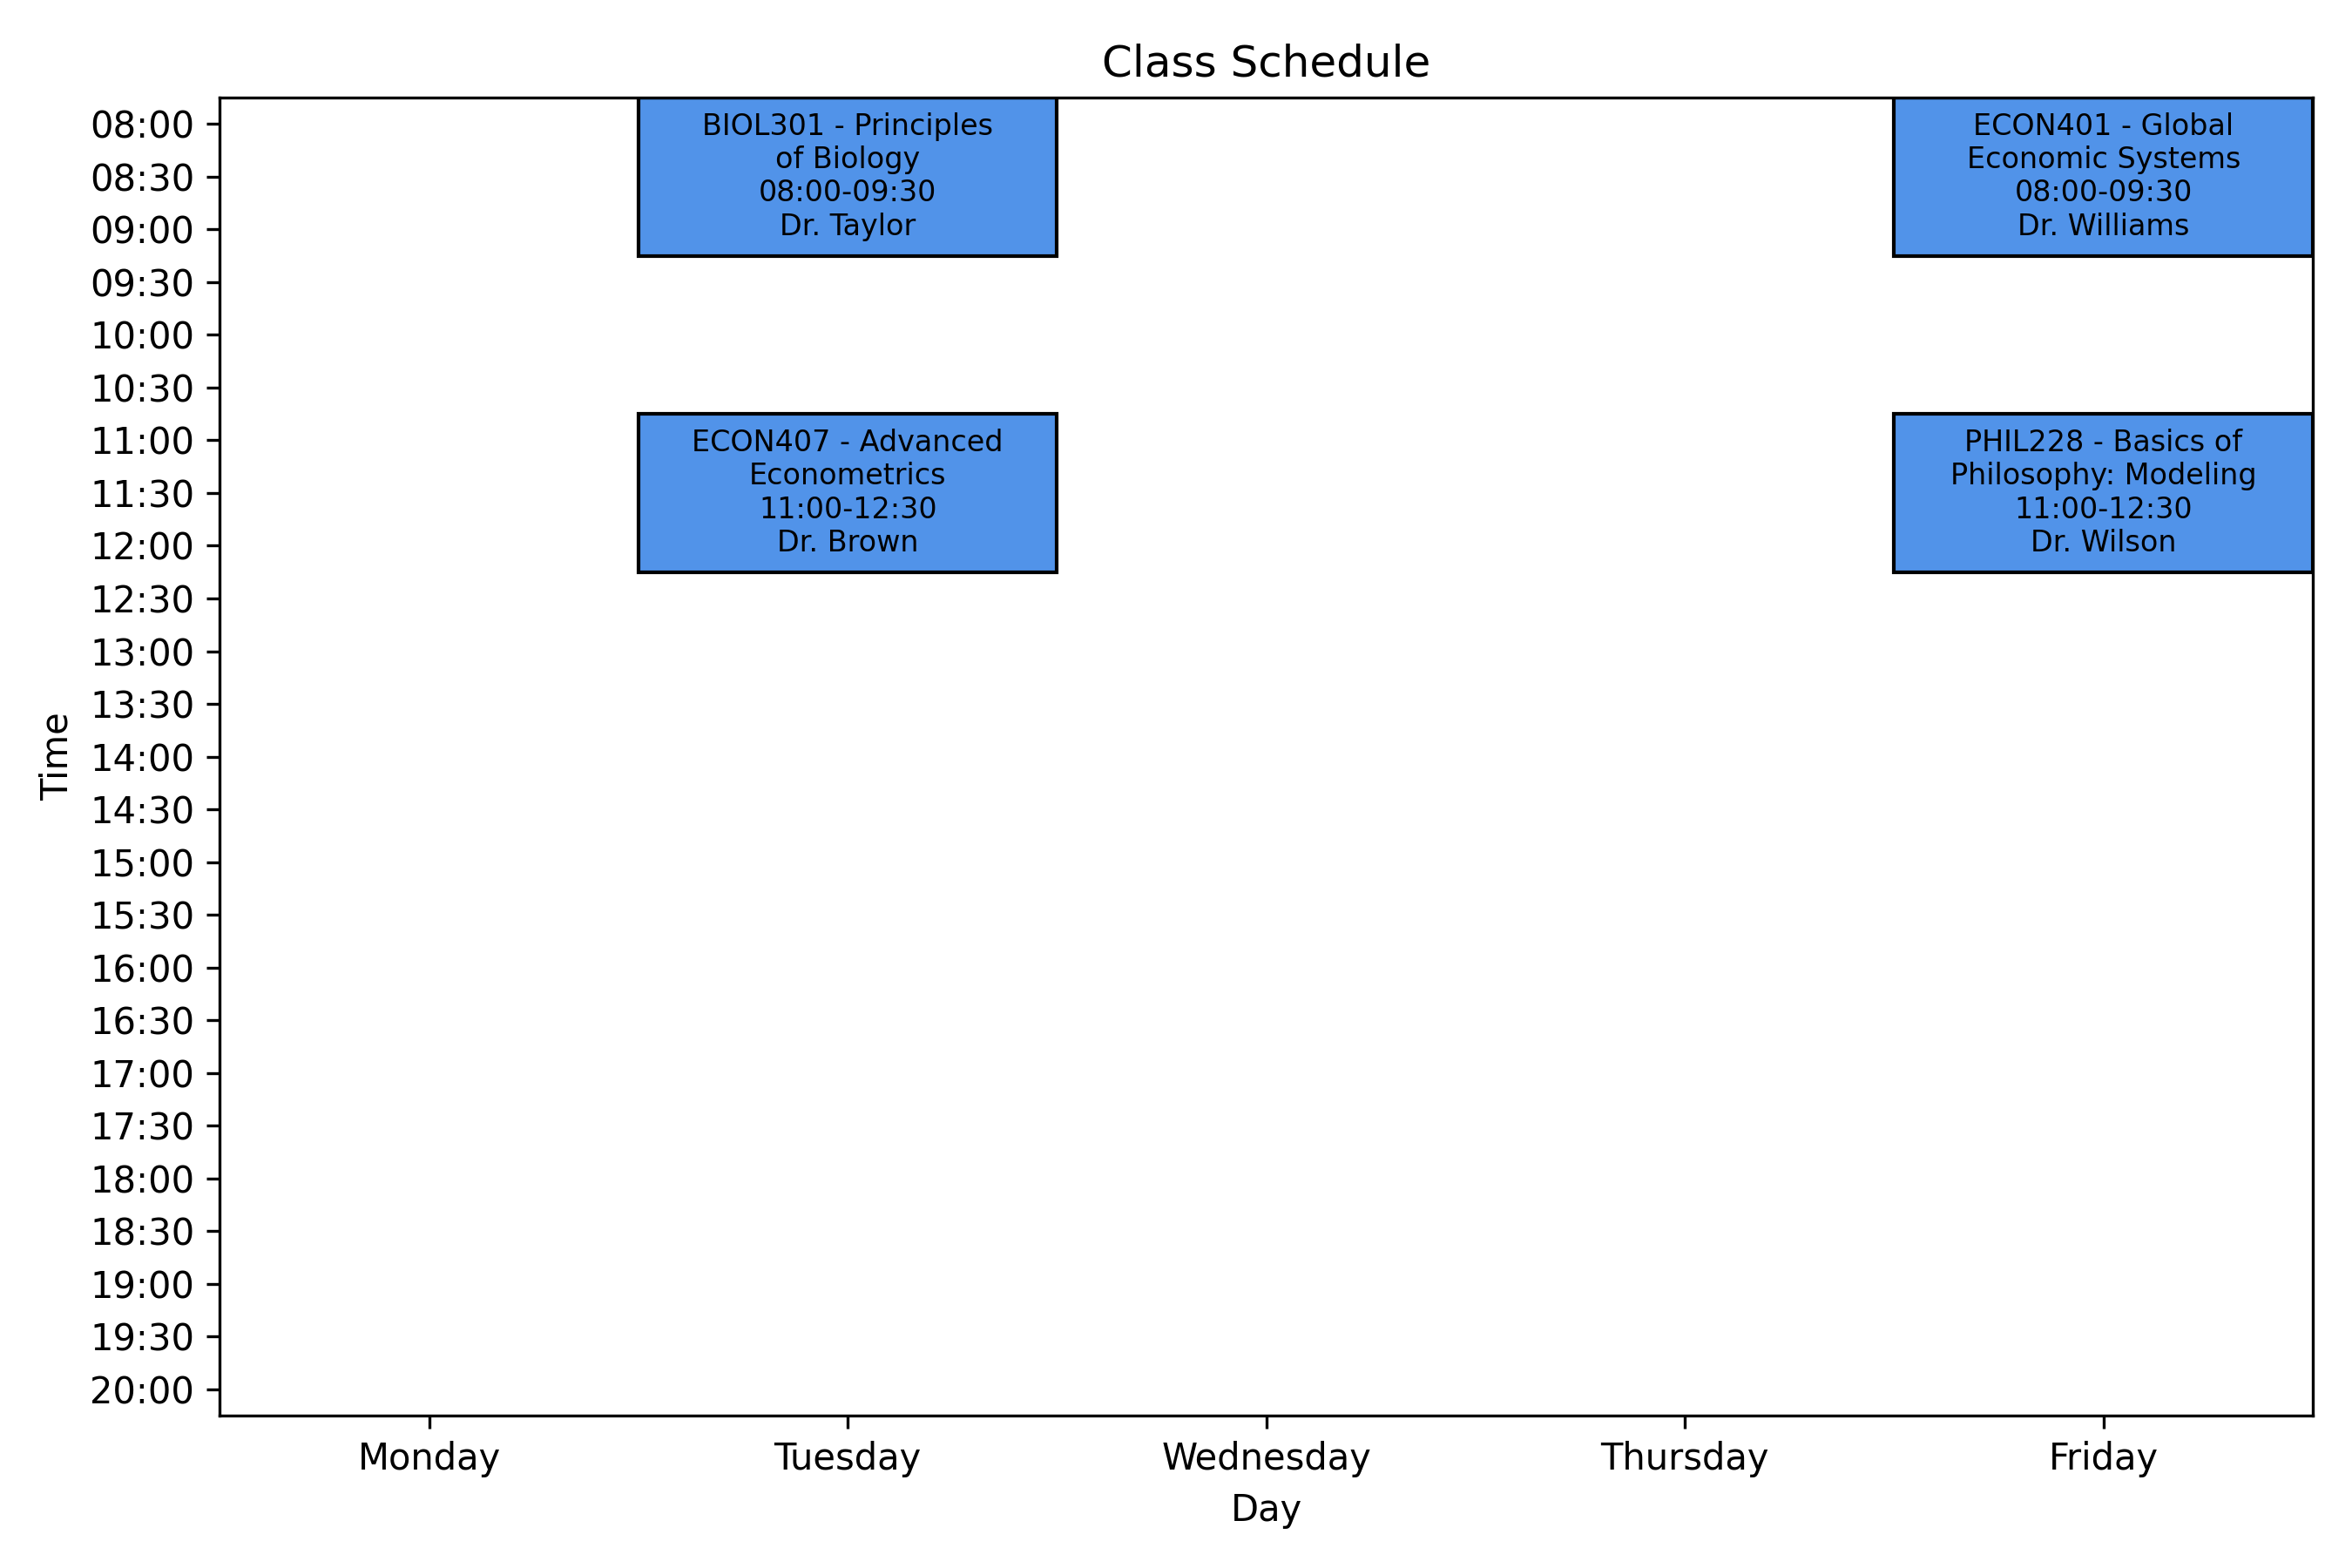 Class Schedule
08:00
08:30
09:00
09:30
10:00
10:30
11:00
11:30
12:00
12:30
13:00
13:30
14:00
14:30
15:00
15:30
16:00
16:30
17:00
17:30
18:00
18:30
19:00
19:30
20:00
Time
BIOL301 - Principles
of Biology
08:00-09:30
Dr. Taylor
ECON407 - Advanced
Econometrics
11:00-12:30
Dr. Brown
ECON401 - Global
Economic Systems
08:00-09:30
Dr. Williams
PHIL228 - Basics of
Philosophy: Modeling
11:00-12:30
Dr. Wilson
Monday
Tuesday
Wednesday
Thursday
Friday
Day